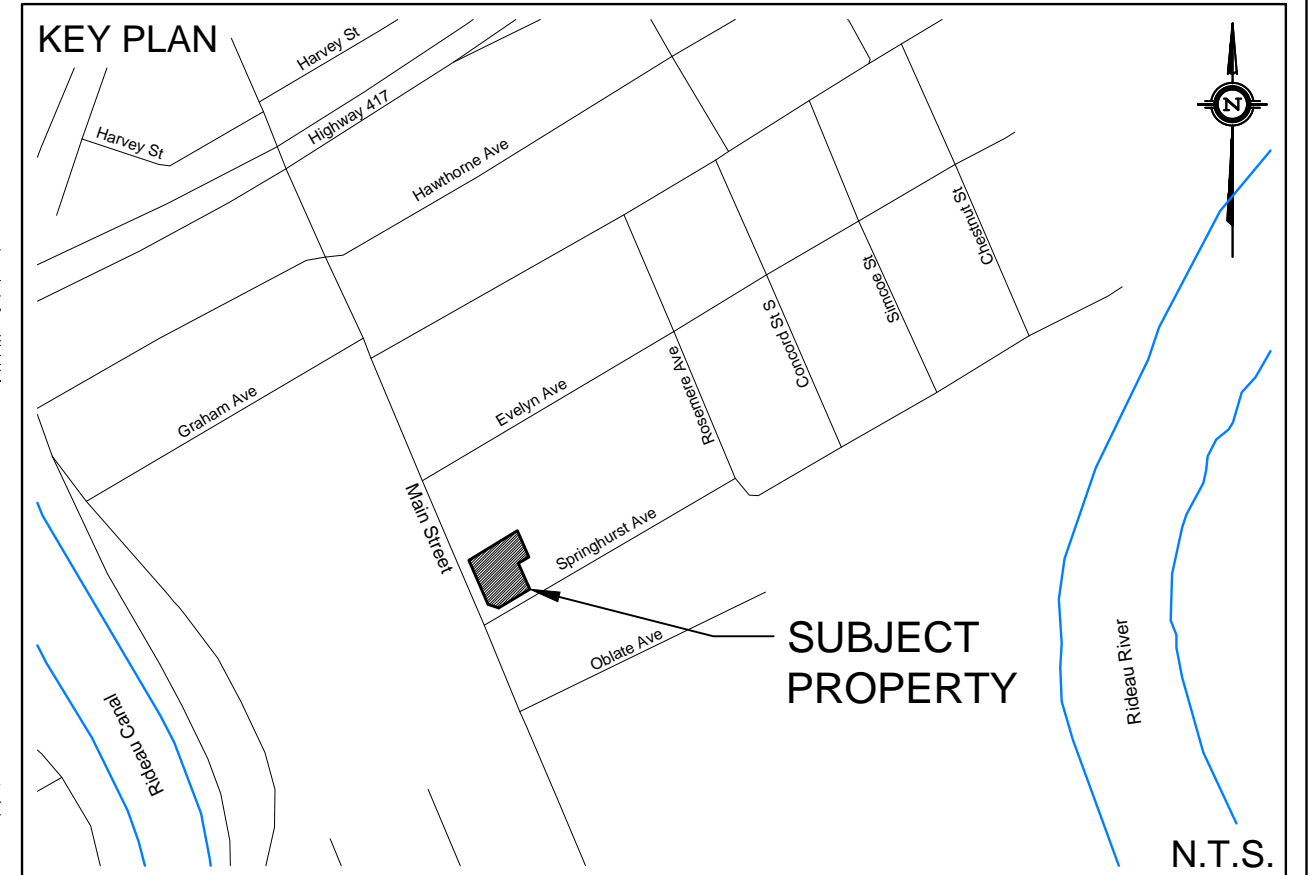 KEY PLAN
Harvey St
Highway 417
Harvey St
Hawthorne Ave
N
Chestnut St
Simcoe St
Concord St S
Rosemere Ave
Evelyn Ave
Graham Ave
Main Street
Springhurst Ave
Oblate Ave
SUBJECT
PROPERTY
Rideau River
Rideau Canal
N.T.S.